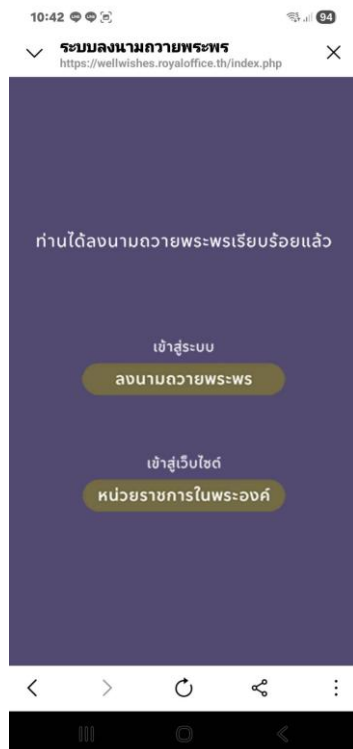 10:42
94
ระบบลงนามถวายพระพร
https://wellwishes.royaloffice.th/index.php
ท่านได้ลงนามถวายพระพรเรียบร้อยแล้ว
เข้าสู่ระบบ
ลงนามถวายพระพร
เข้าสู่เว็บไซต์
หน่วยราชการในพระองค์